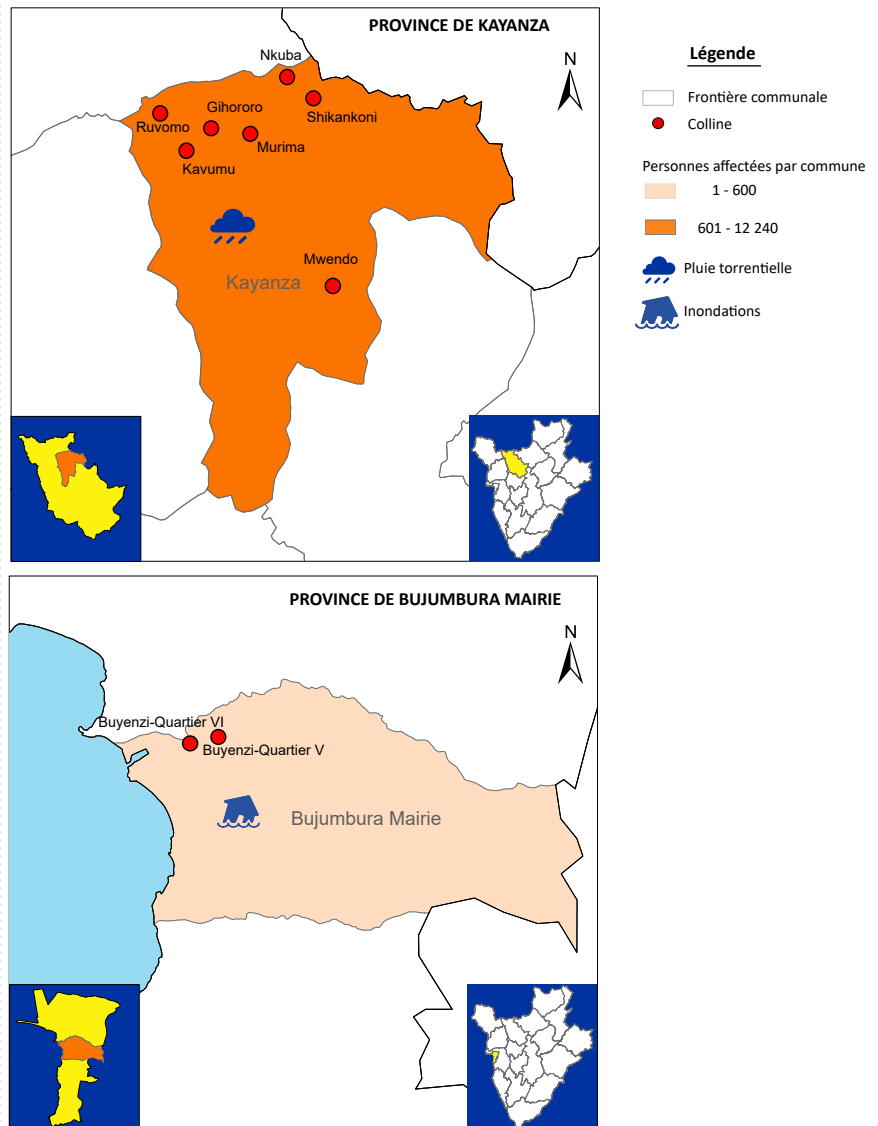 PROVINCE DE KAYANZA
N
Nkuba
Shikankoni
Gihororo
Ruvomo
Murima
Kavumu
Mwendo
Kayanza
Légende
Frontière communale
Colline
Personnes affectées par commune
1 - 600
601 - 12 240
Pluie torrentielle
Inondations
PROVINCE DE BUJUMBURA MAIRIE
N
Buyenzi-Quartier VI
Buyenzi-Quartier V
Bujumbura Mairie